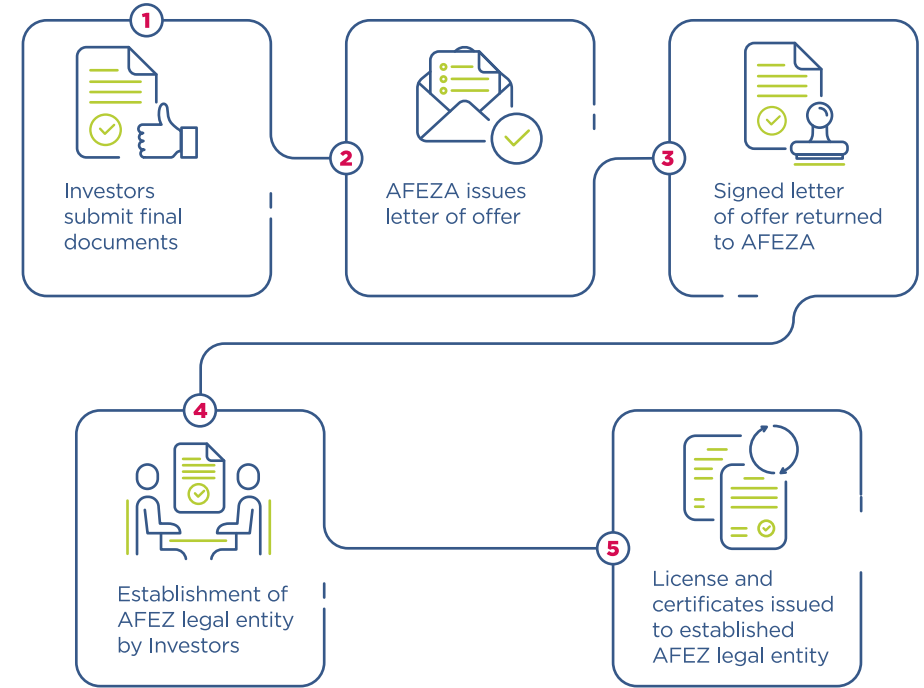 1
Investors
submit final
documents
2
AFEZA issues
letter of offer
3
Signed letter
of offer returned
to AFEZA
4
Establishment of
AFEZ legal entity
by Investors
5
License and
certificates issued
to established
AFEZ legal entity